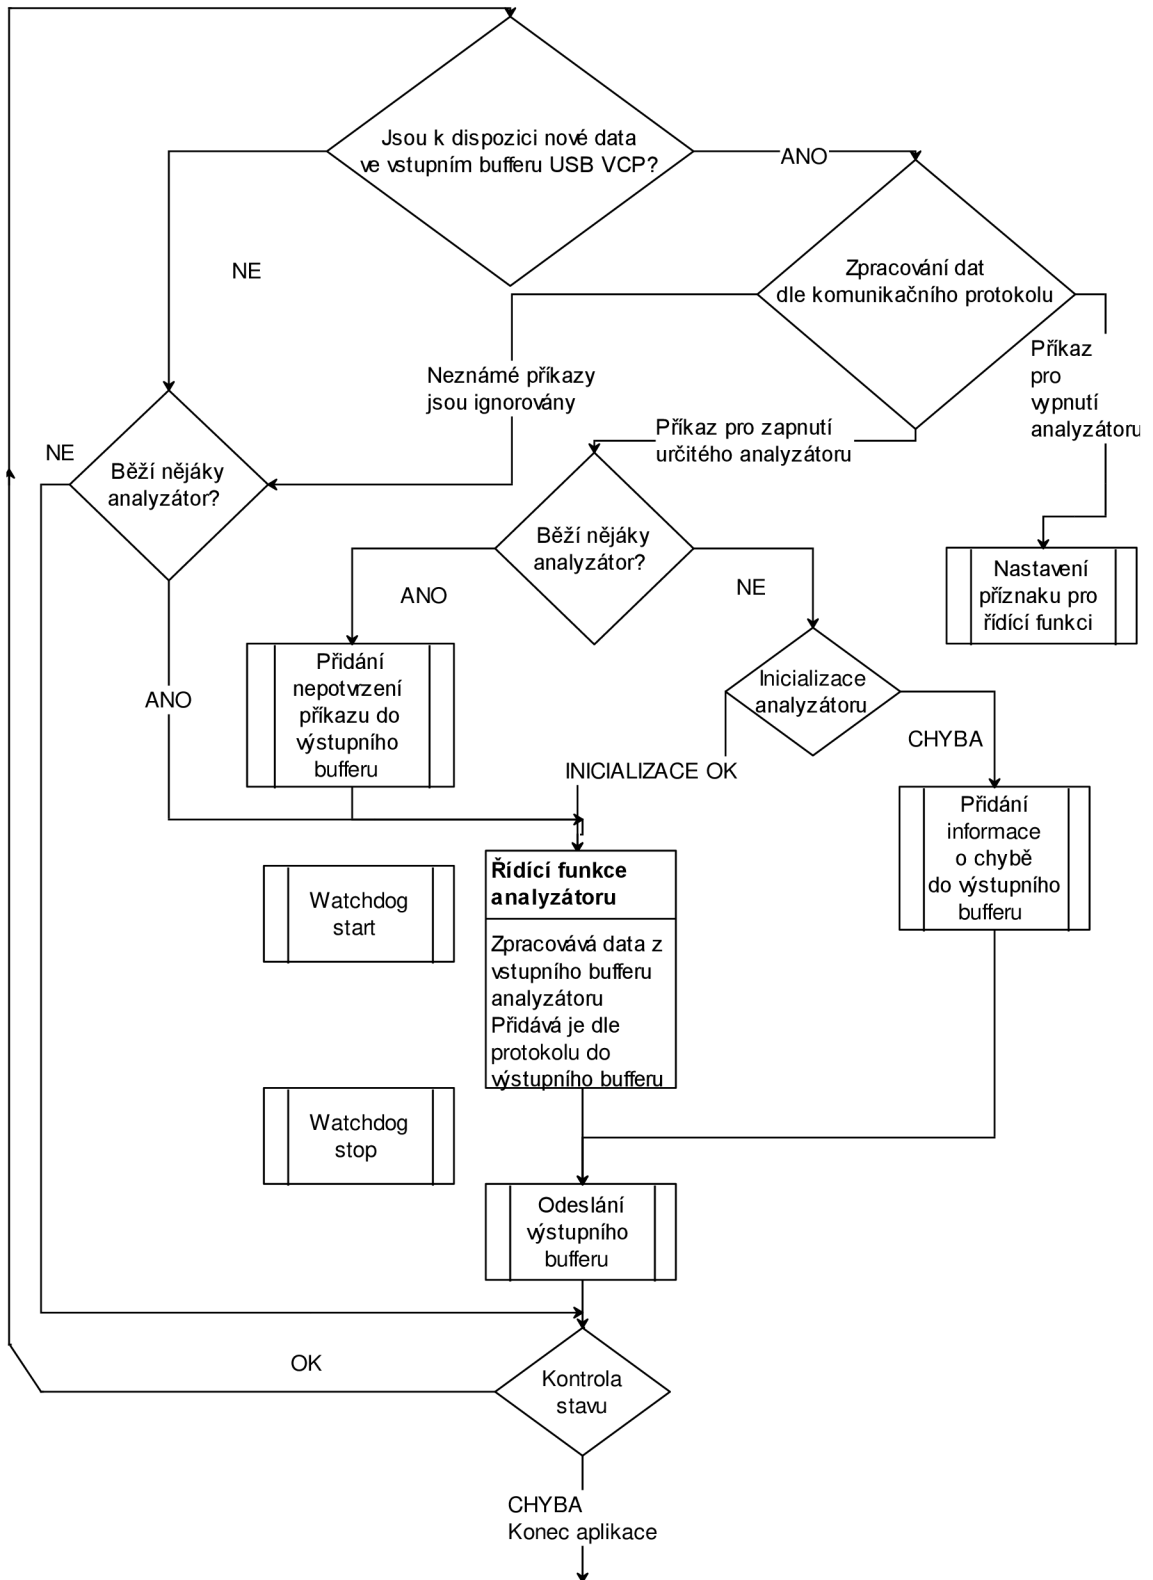 Jsou k dispozici nové data
ve vstupním bufferu USB VCP?
ANO
NE
Zpracování dat
dle komunikačního protokolu
Příkaz
pro
vypnutí
analyzátoru
Neznámé příkazy
jsou ignorovány
Příkaz pro zapnutí
určitého analyzátoru
NE
Běží nějáky
analyzátor?
Běží nějáky
analyzátor?
ANO
NE
Nastavení
příznaku pro
řídící funkci
Přidání
nepotvrzení
příkazu do
výstupního
bufferu
ANO
Inicializace
analyzátoru
CHYBA
INICIALIZACE OK
Přidání
informace
o chybě
do výstupního
bufferu
Řídící funkce
analyzátoru
Watchdog
start
Zpracovává data z
vstupního bufferu
analyzátoru
Přidává je dle
protokolu do
výstupního bufferu
Watchdog
stop
Odeslání
výstupního
bufferu
OK
Kontrola
stavu
CHYBA
Konec aplikace